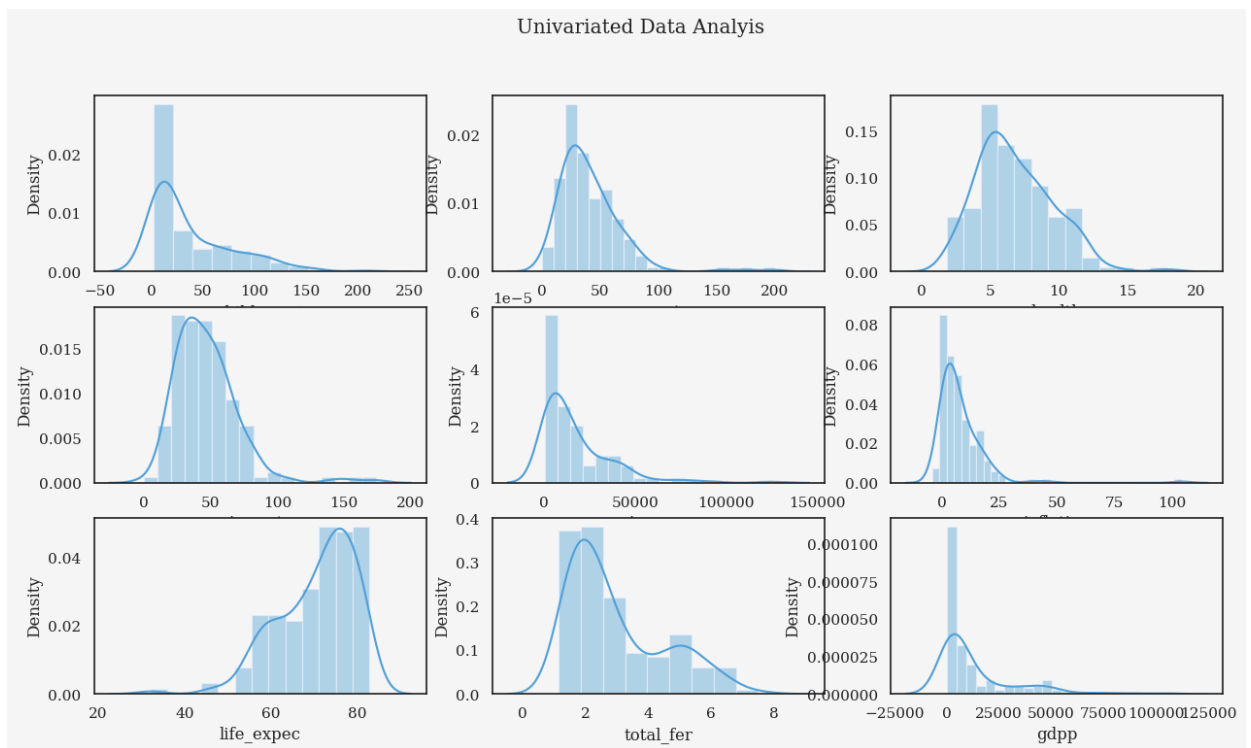 Univariated Data Analyis
Density
0.02
0.01
0.00
−50 0 50 100 150 200 250
Density
0.02
0.01
0.00
0 50 100 150 200
Density
0.15
0.10
0.05
0.00
0 5 10 15 20
Density
0.015
0.010
0.005
0.000
0 50 100 150 200
1e−5
Density
6
4
2
0
0 50000 100000 150000
Density
0.08
0.06
0.04
0.02
0.00
0 25 50 75 100
Density
0.04
0.02
0.00
20 40 60 80
life_expec
Density
0.4
0.3
0.2
0.1
0.0
0 2 4 6 8
total_fer
Density
0.000100
0.000075
0.000050
0.000025
0.000000
−25000 0 25000 50000 75000 100000 125000
gdpp